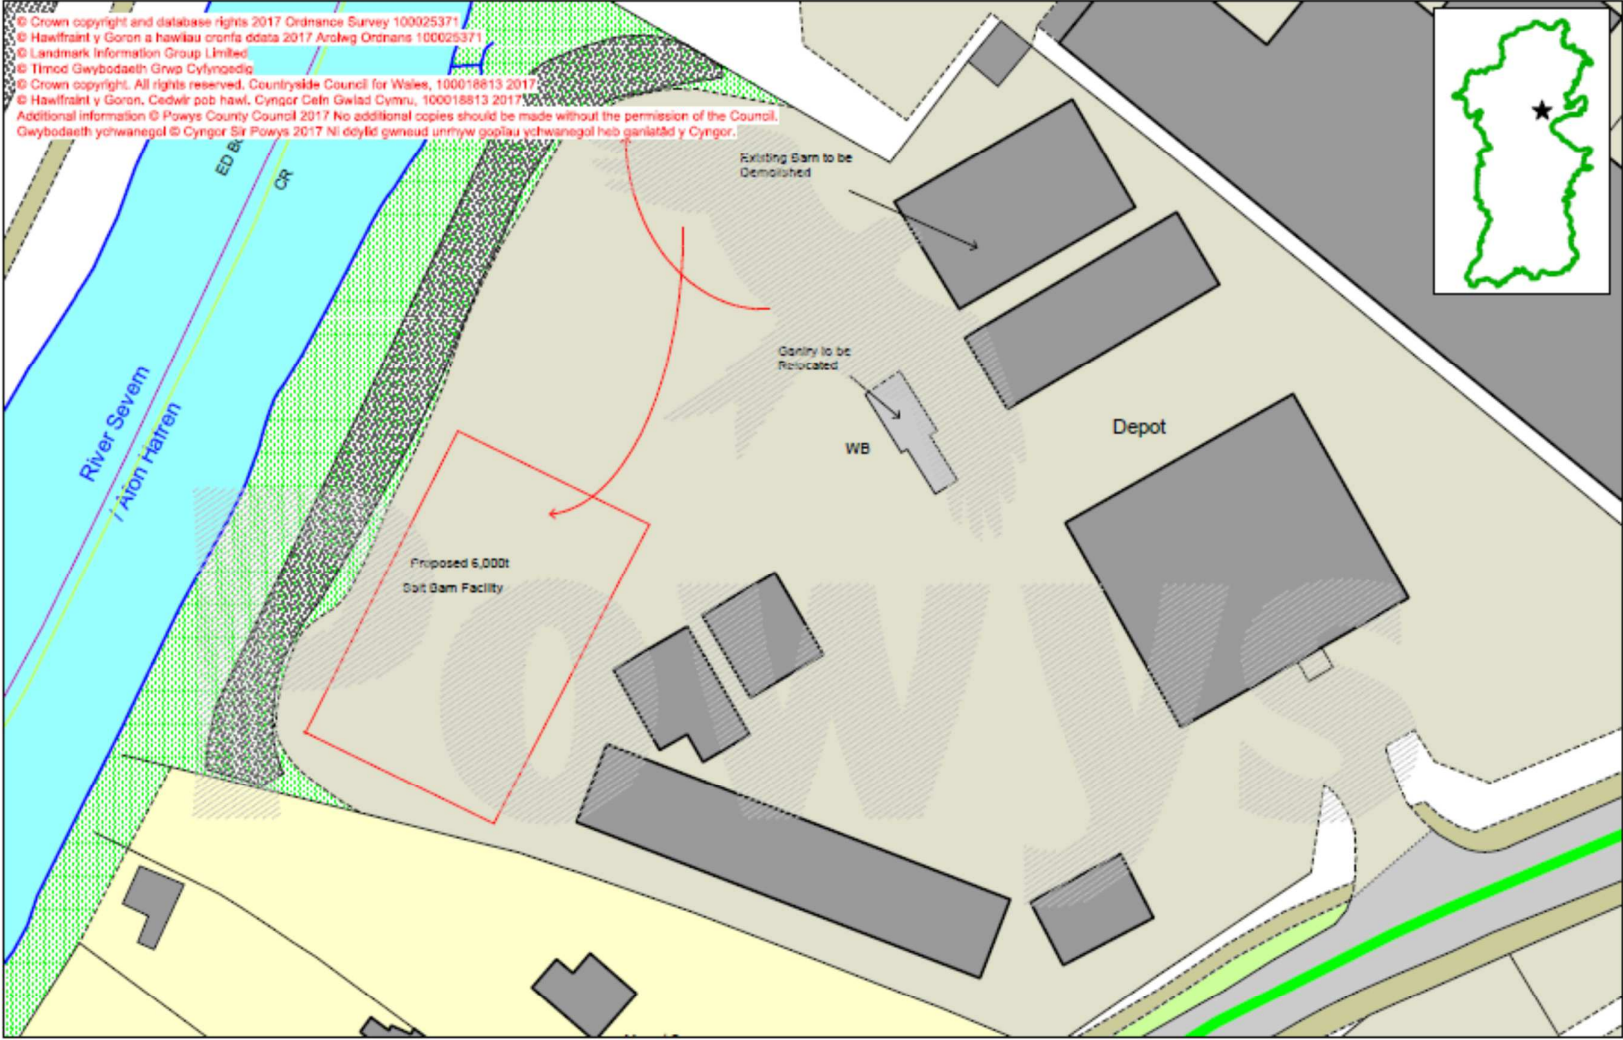 © Crown copyright and database rights 2017 Ordnance Survey 100025371
© Hawlfraint y Goron a hawliau cronfa ddata 2017 Arolwg Ordnans 100025371
© Landmark Information Group Limited
© Tirnod Gwybodaeth Grwp Cyfyngedig
© Crown copyright. All rights reserved. Countryside Council for Wales, 100018813 2017
© Hawlfraint y Goron. Cedwir pob hawl. Cyngor Cefn Gwlad Cymru, 100018813 2017
Additional information © Powys County Council 2017 No additional copies should be made without the permission of the Council.
Gwybodaeth ychwanegol © Cyngor Sir Powys 2017 Ni ddylid gwneud unrhyw gopïau ychwanegol heb ganiatâd y Cyngor.
ED
CR
Existing Barn to be
Demolished
Gantry to be
Relocated
WB
Depot
River Severn
/ Afon Hafren
Proposed 6,000t
Salt Barn Facility
Powys